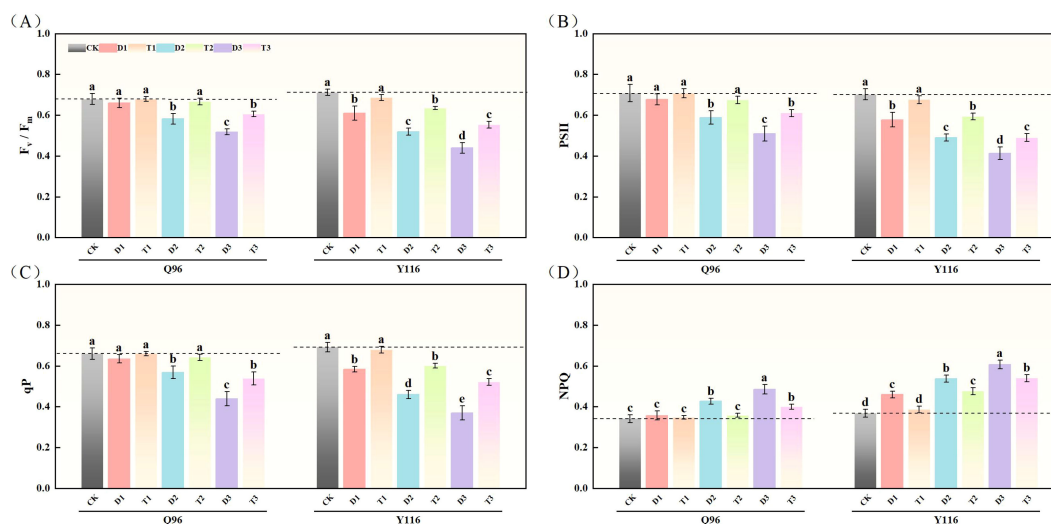 (A)
1.0
0.8
0.6
0.4
0.2
0.0
Fv / Fm
CK D1 T1 D2 T2 D3 T3
a a a b a c b
a b a c b d c
CK D1 T1 D2 T2 D3 T3
CK D1 T1 D2 T2 D3 T3
Q96
Y116
(B)
1.0
0.8
0.6
0.4
0.2
0.0
PSII
a a a b a c b
a b a c b d c
CK D1 T1 D2 T2 D3 T3
CK D1 T1 D2 T2 D3 T3
Q96
Y116
(C)
1.0
0.8
0.6
0.4
0.2
0.0
qP
a a a b a c b
a b a d b e c
CK D1 T1 D2 T2 D3 T3
CK D1 T1 D2 T2 D3 T3
Q96
Y116
(D)
1.0
0.8
0.6
0.4
0.2
0.0
NPQ
c c c b c a b
d c d b c a b
CK D1 T1 D2 T2 D3 T3
CK D1 T1 D2 T2 D3 T3
Q96
Y116